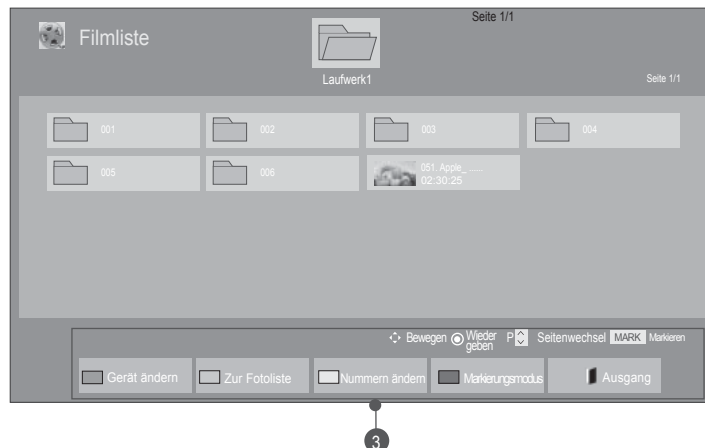 Seite 1/1
Filmliste
Laufwerk1
Seite 1/1
001 002 003 004
005 006 051. Apple_ ......
02:30:25
Bewegen Wieder geben P Seitenwechsel MARK Markieren
Gerät ändern Zur Fotoliste Nummern ändern Markierungsmodus Ausgang
3